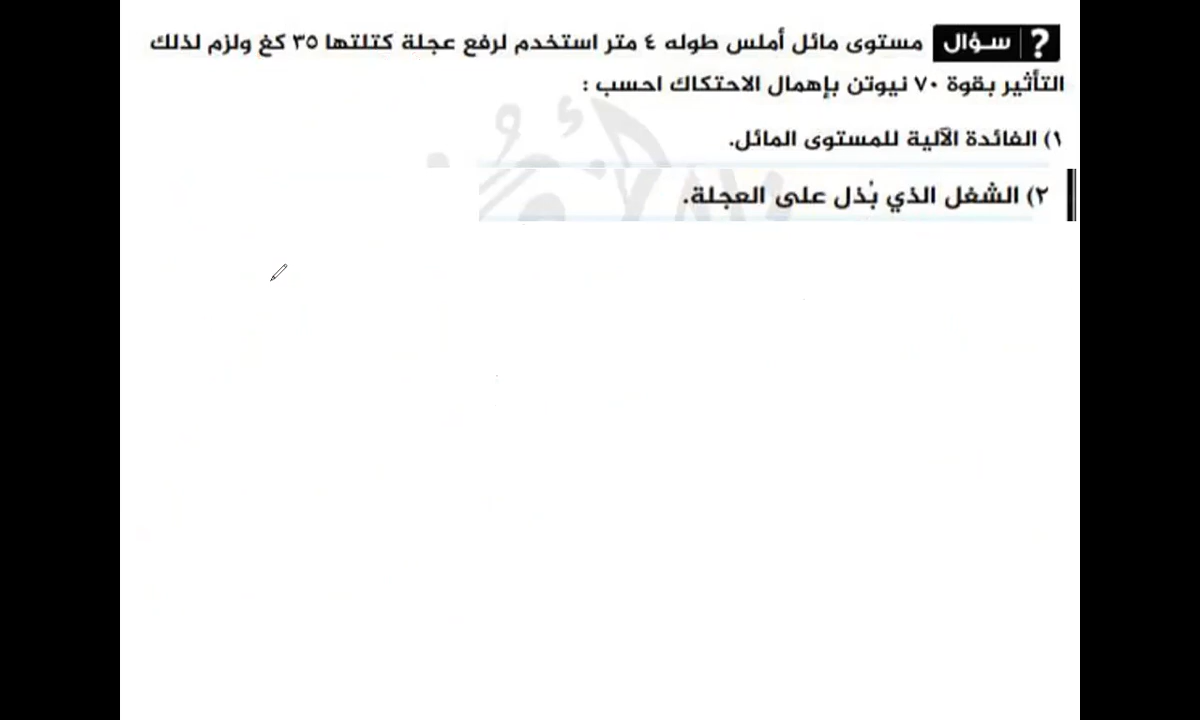 ? سؤال مستوى مائل أملس طوله ٤ متر استخدم لرفع عجلة كتلتها ٣٥ كغ ولزم لذلك
التأثير بقوة ٧٠ نيوتن بإهمال الاحتكاك احسب :
١) الفائدة الآلية للمستوى المائل.
٢) الشغل الذي بُذل على العجلة.